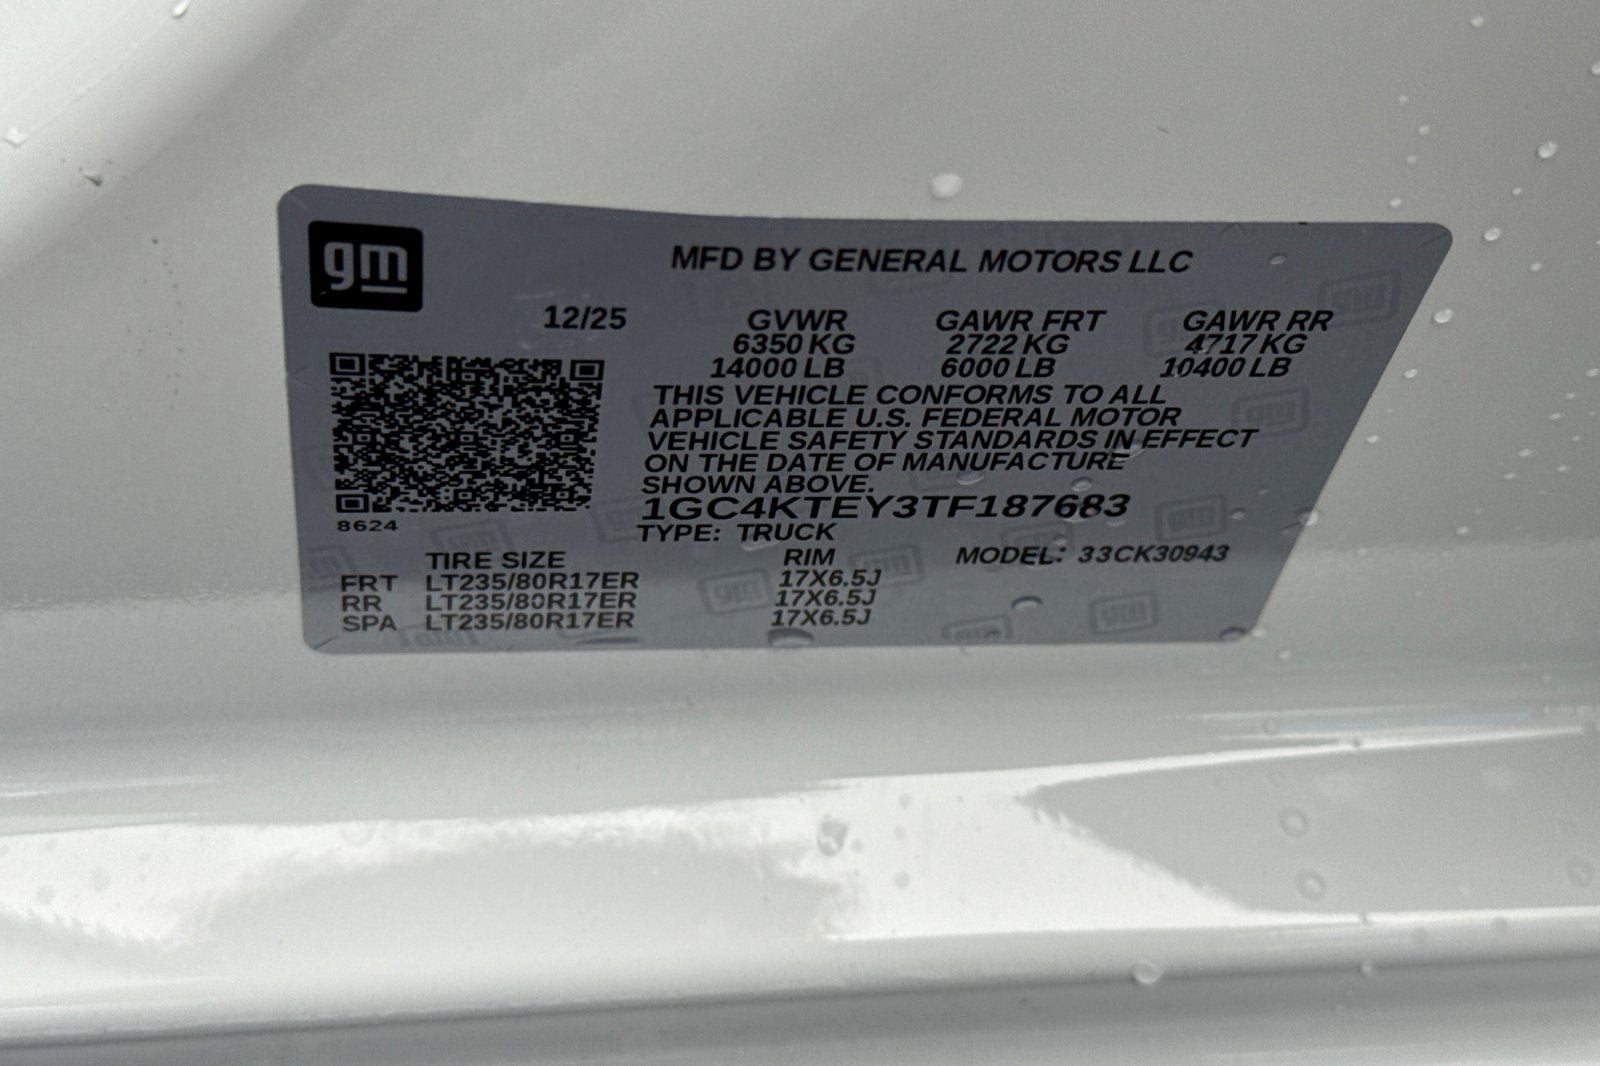 gm
MFD BY GENERAL MOTORS LLC
12/25 GVWR GAWR FRT GAWR RR
6350 KG 2722 KG 4717 KG
14000 LB 6000 LB 10400 LB
THIS VEHICLE CONFORMS TO ALL
APPLICABLE U.S. FEDERAL MOTOR
VEHICLE SAFETY STANDARDS IN EFFECT
ON THE DATE OF MANUFACTURE
SHOWN ABOVE.
1GC4KTEY3TF187683
8624
TYPE: TRUCK
TIRE SIZE RIM MODEL: 33CK30943
FRT LT235/80R17ER 17X6.5J
RR LT235/80R17ER 17X6.5J
SPA LT235/80R17ER 17X6.5J